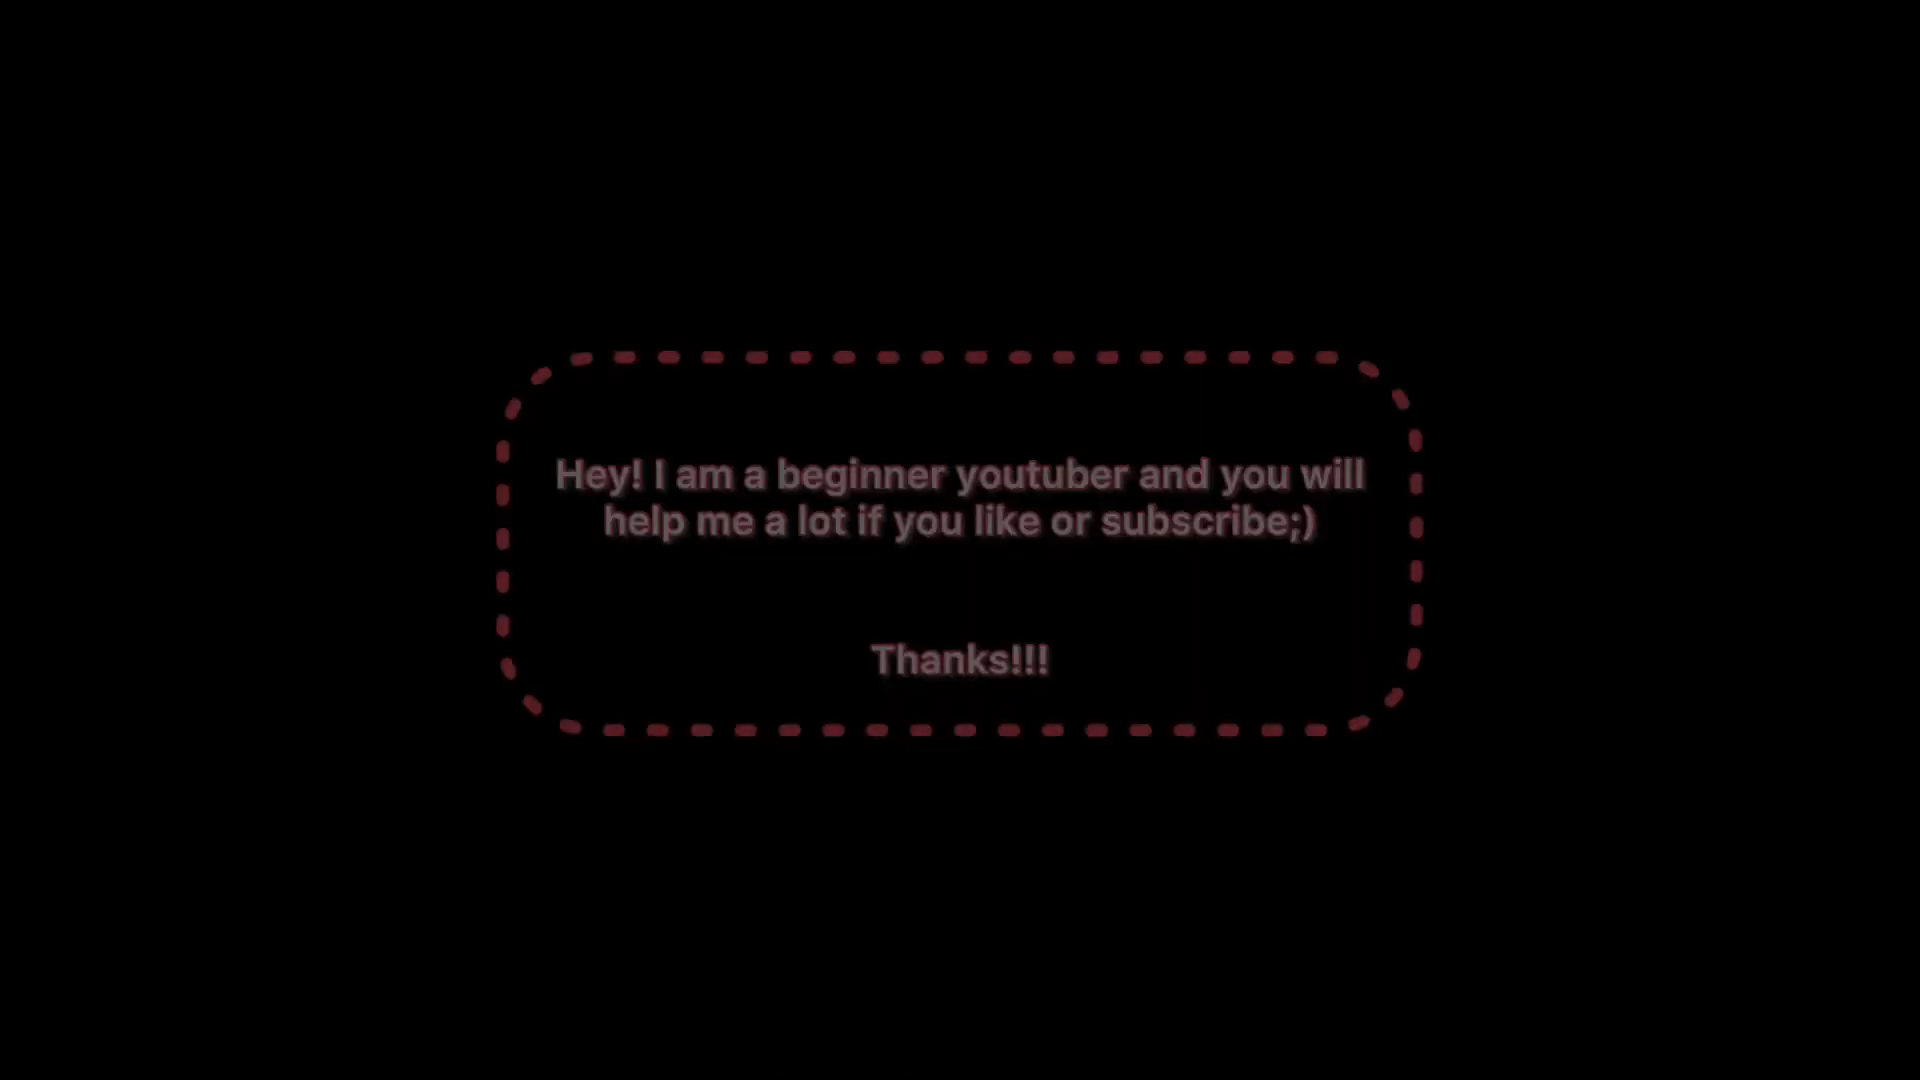 Hey! I am a beginner youtuber and you will
help me a lot if you like or subscribe;)
Thanks!!!